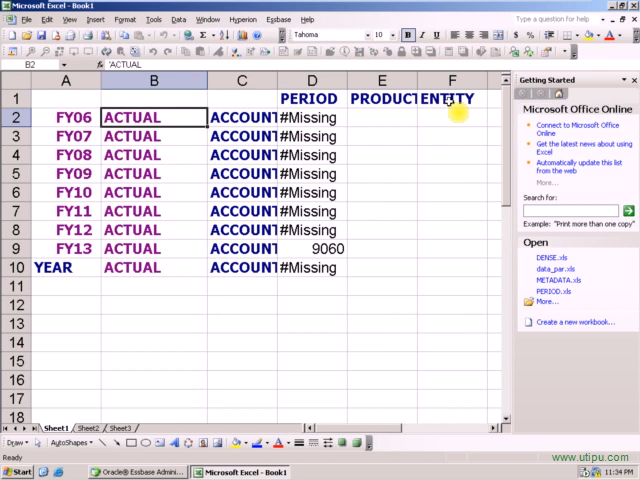 Microsoft Excel - Book1
File Edit View Insert Format Tools Data Window Hyperion Essbase Help
Type a question for help
Tahoma 10 B I U
B2 fx 'ACTUAL
A B C D E F
1 PERIOD PRODUCT ENTITY
2 FY06 ACTUAL ACCOUNT #Missing
3 FY07 ACTUAL ACCOUNT #Missing
4 FY08 ACTUAL ACCOUNT #Missing
5 FY09 ACTUAL ACCOUNT #Missing
6 FY10 ACTUAL ACCOUNT #Missing
7 FY11 ACTUAL ACCOUNT #Missing
8 FY12 ACTUAL ACCOUNT #Missing
9 FY13 ACTUAL ACCOUNT 9060
10 YEAR ACTUAL ACCOUNT #Missing
11
12
13
14
15
16
17
18
Sheet1 Sheet2 Sheet3
Getting Started
Microsoft Office Online
Connect to Microsoft Office
Online
Get the latest news about using
Excel
Automatically update this list
from the web
More...
Search for:
Example: "Print more than one copy"
Open
DENSE.xls
data_par.xls
METADATA.xls
PERIOD.xls
More...
Create a new workbook...
Draw AutoShapes
Ready
www.utipu.com
Start Oracle® Essbase Admini... Microsoft Excel - Book1 11:34 PM